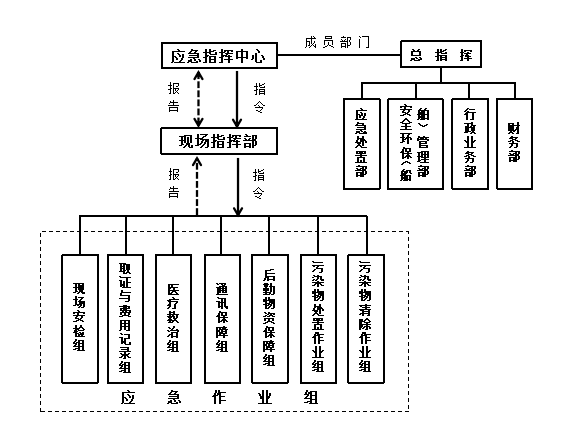 应急指挥中心
成员部门
总指挥
报告
指令
应急处置部
安全环保（船
舶）管理部
行政业务部
财务部
现场指挥部
报告
指令
现场安检组
取证与费用记录组
医疗救治组
通讯保障组
后勤物资保障组
污染物处置作业组
污染物清除作业组
应急作业组